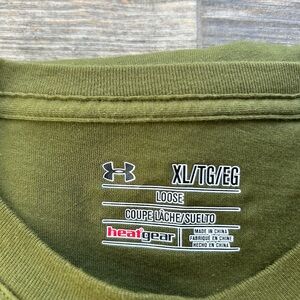 XL/TG/EG
LOOSE
COUPE LÂCHE/SUELTO
heatgear
MADE IN CHINA
FABRIQUÉ EN CHINE
HECHO EN CHINA